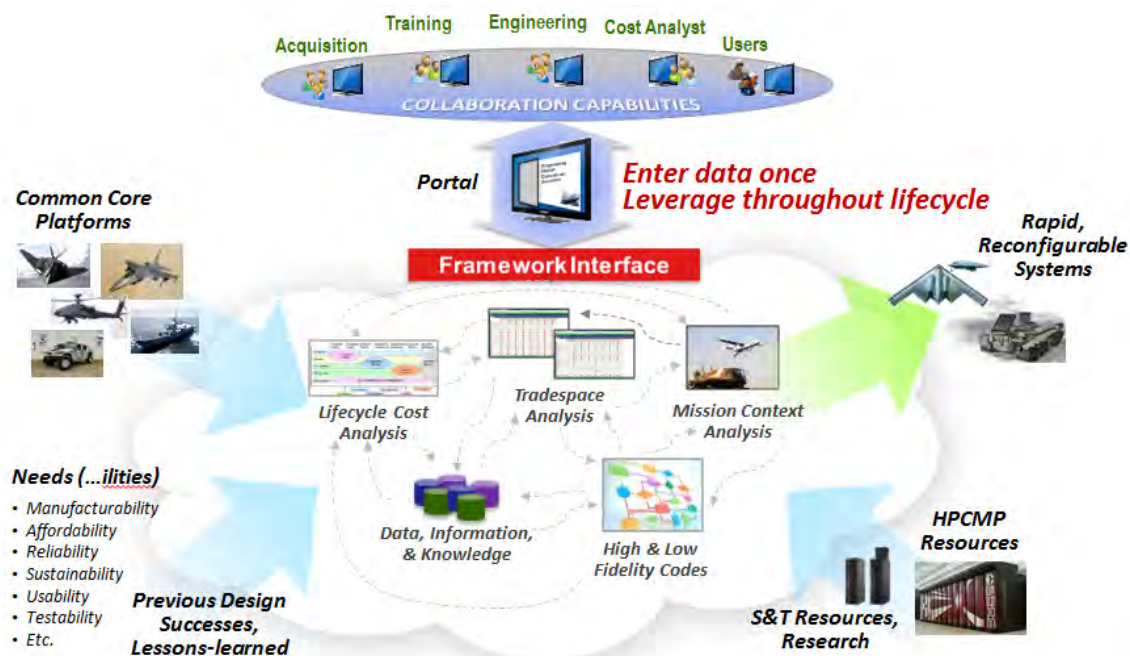 Acquisition
Training
Engineering
Cost Analyst
Users
COLLABORATION CAPABILITIES
Portal
Enter data once
Leverage throughout lifecycle
Common Core
Platforms
Rapid,
Reconfigurable
Systems
Framework Interface
Lifecycle Cost
Analysis
Tradespace
Analysis
Mission Context
Analysis
Needs (...ilities)
• Manufacturability
• Affordability
• Reliability
• Sustainability
• Usability
• Testability
• Etc.
Data, Information,
& Knowledge
High & Low
Fidelity Codes
Previous Design
Successes,
Lessons-learned
HPCMP
Resources
S&T Resources,
Research